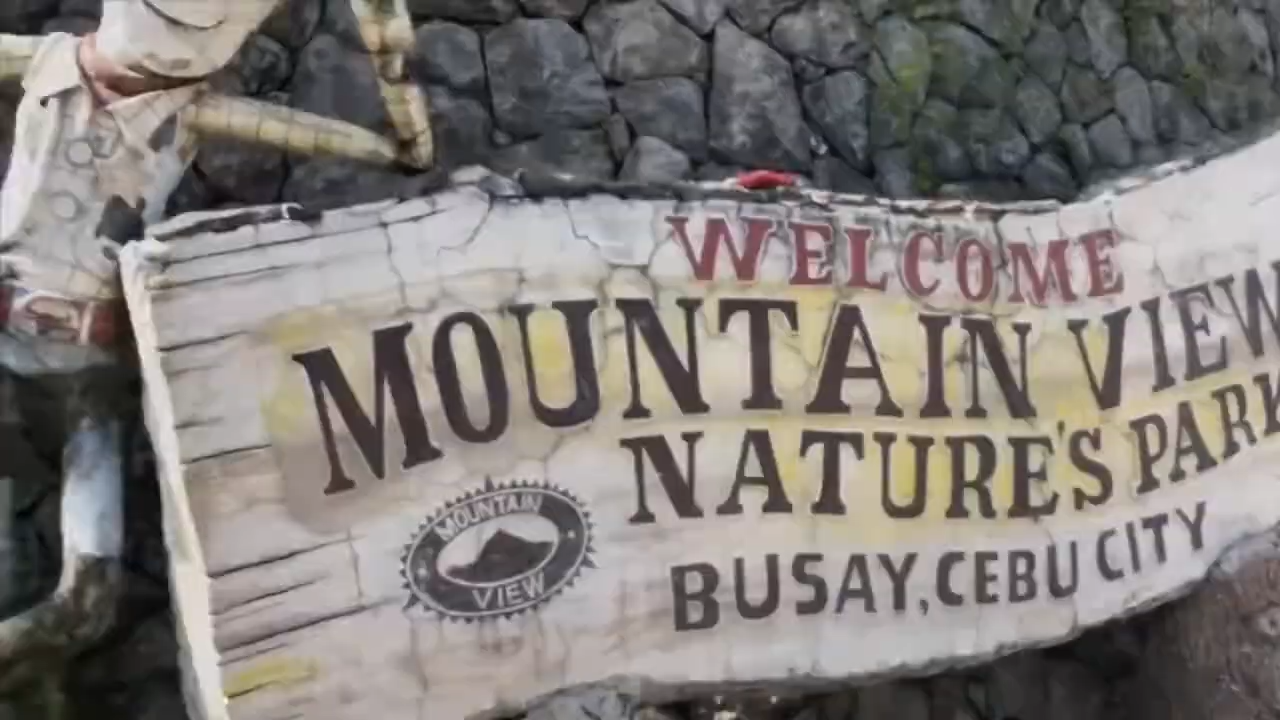 WELCOME
MOUNTAIN VIEW
NATURE'S PARK
BUSAY, CEBU CITY
MOUNTAIN
VIEW